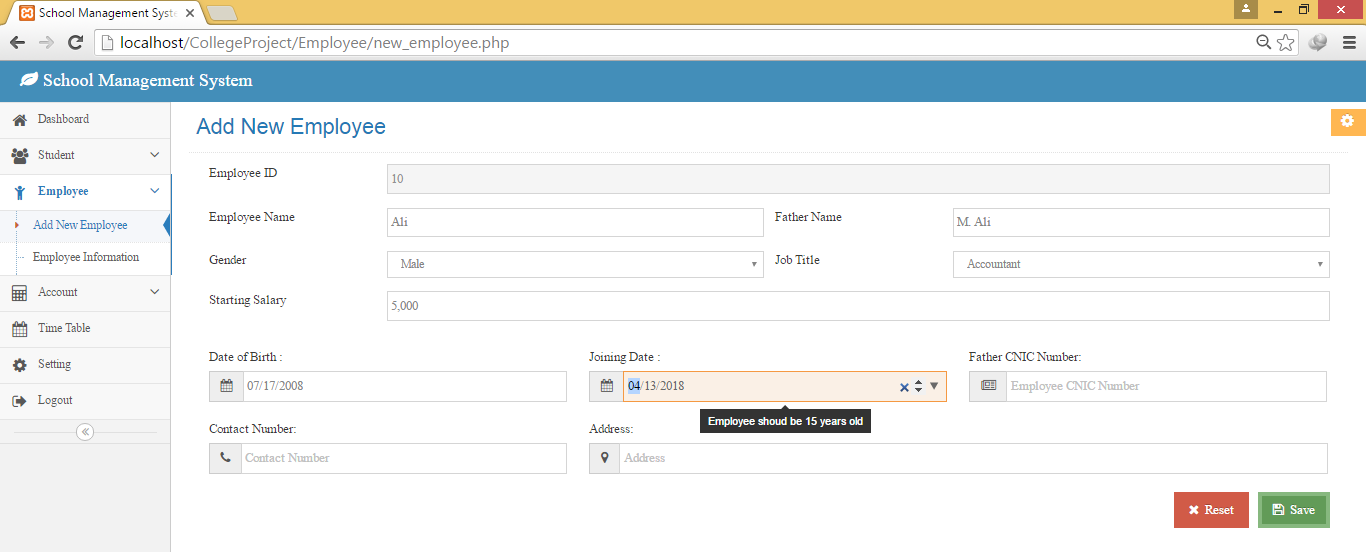 School Management Syst
localhost/CollegeProject/Employee/new_employee.php
School Management System
Dashboard
Student
Employee
Add New Employee
Employee Information
Account
Time Table
Setting
Logout
Add New Employee
Employee ID
10
Employee Name
Ali
Father Name
M. Ali
Gender
Male
Job Title
Accountant
Starting Salary
5,000
Date of Birth :
07/17/2008
Joining Date :
04/13/2018
Employee shoud be 15 years old
Father CNIC Number:
Employee CNIC Number
Contact Number:
Contact Number
Address:
Address
Reset
Save